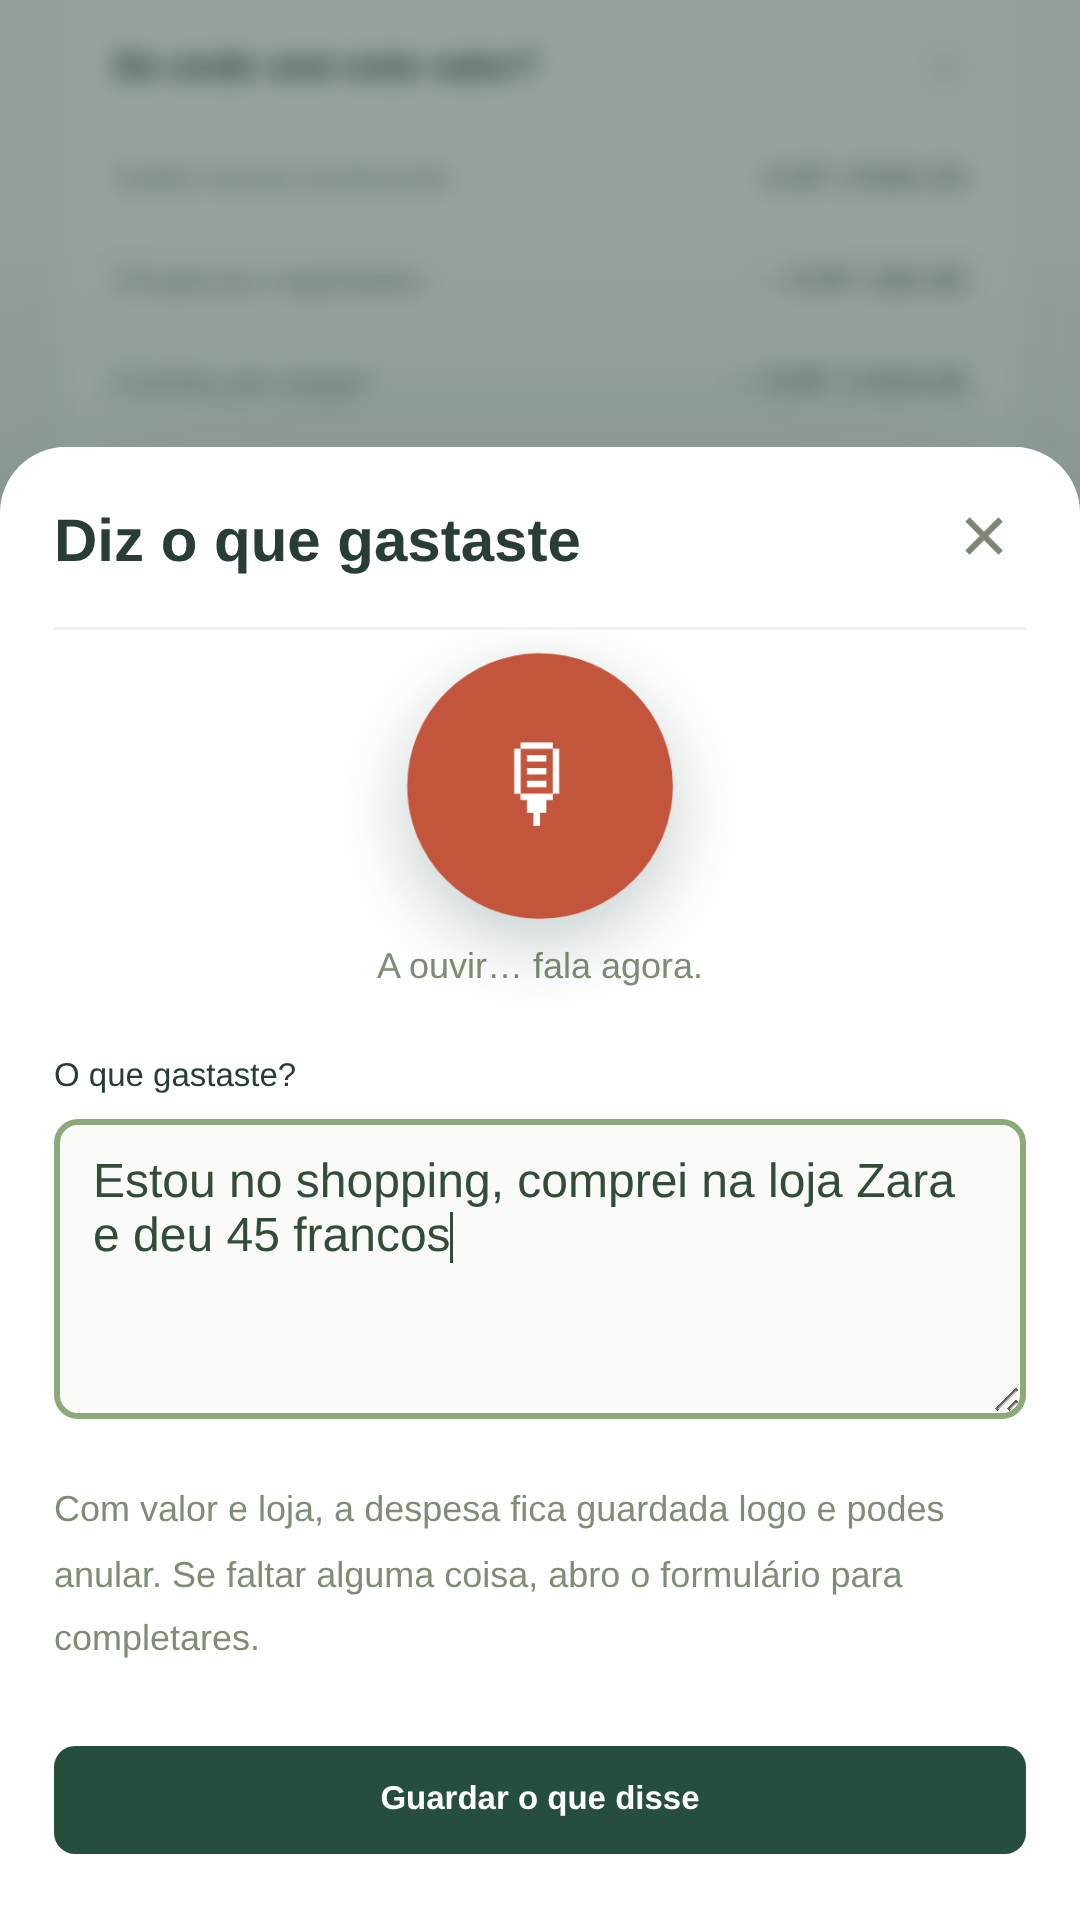 Diz o que gastaste
A ouvir… fala agora.
O que gastaste?
Estou no shopping, comprei na loja Zara
e deu 45 francos
Com valor e loja, a despesa fica guardada logo e podes
anular. Se faltar alguma coisa, abro o formulário para
completares.
Guardar o que disse